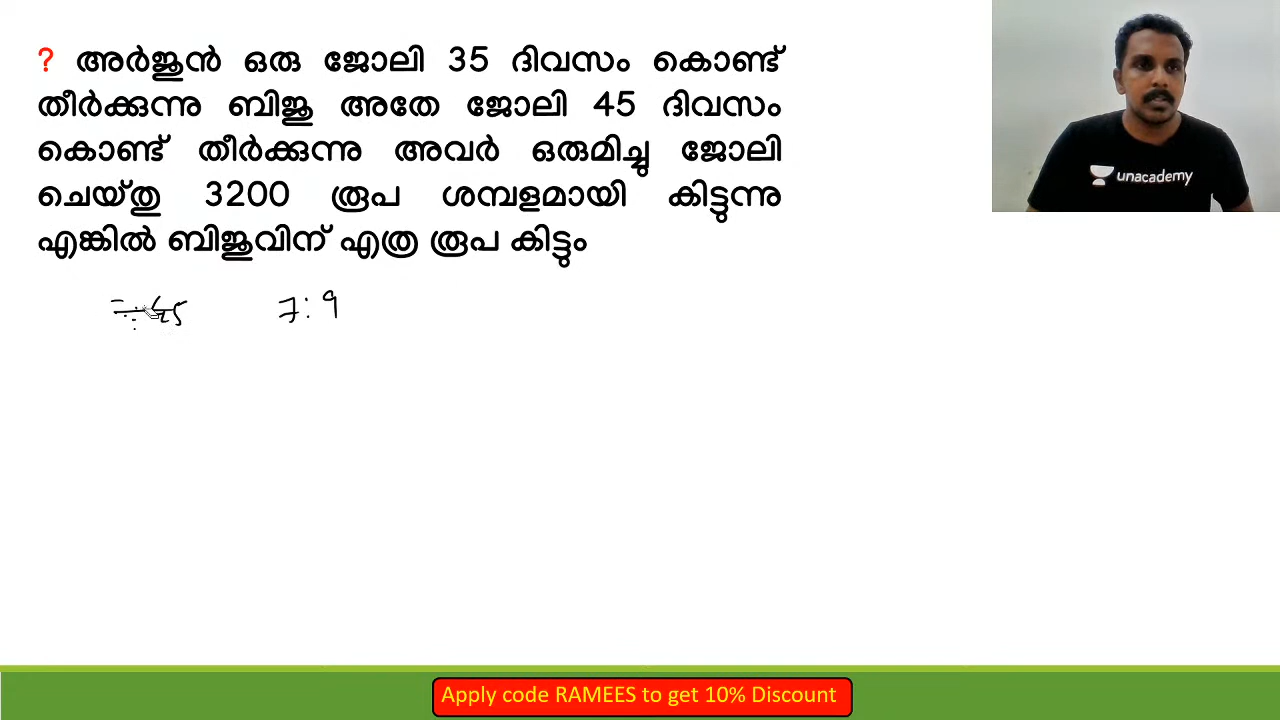 ? അർജുൻ ഒരു ജോലി 35 ദിവസം കൊണ്ട്
തീർക്കുന്നു ബിജു അതേ ജോലി 45 ദിവസം
കൊണ്ട് തീർക്കുന്നു അവർ ഒരുമിച്ചു ജോലി
ചെയ്തു 3200 രൂപ ശമ്പളമായി കിട്ടുന്നു
എങ്കിൽ ബിജുവിന് എത്ര രൂപ കിട്ടും
45 7:9
unacademy
Apply code RAMEES to get 10% Discount